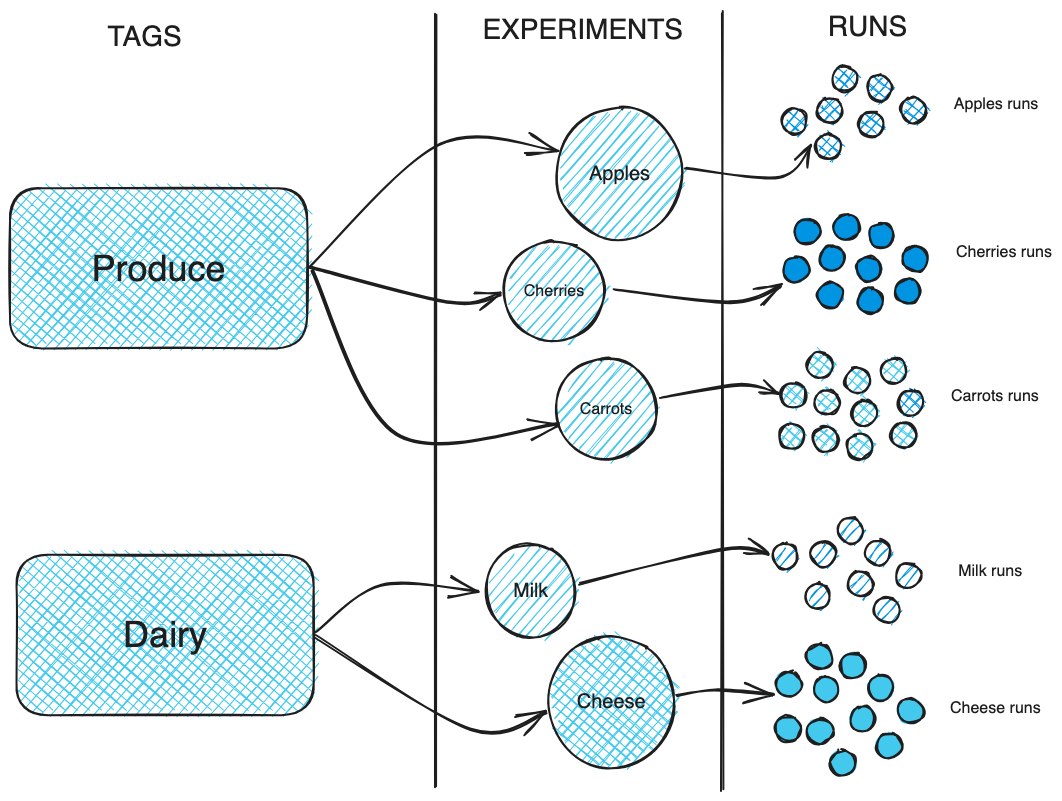 TAGS
EXPERIMENTS
RUNS
Apples runs
Apples
Produce
Cherries runs
Cherries
Carrots runs
Carrots
Milk runs
Milk
Dairy
Cheese
Cheese runs